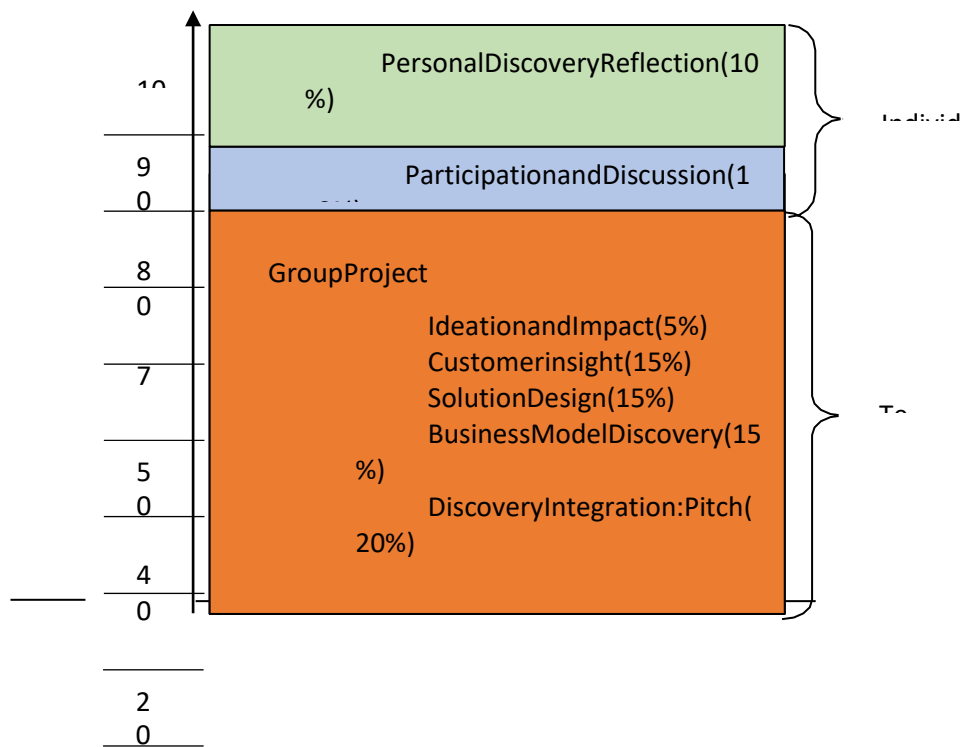 PersonalDiscoveryReflection(10
%)
9
0
ParticipationandDiscussion(1
8
0
GroupProject
IdeationandImpact(5%)
Customerinsight(15%)
7
SolutionDesign(15%)
BusinessModelDiscovery(15
%)
5
0
DiscoveryIntegration:Pitch(
20%)
4
0
2
0